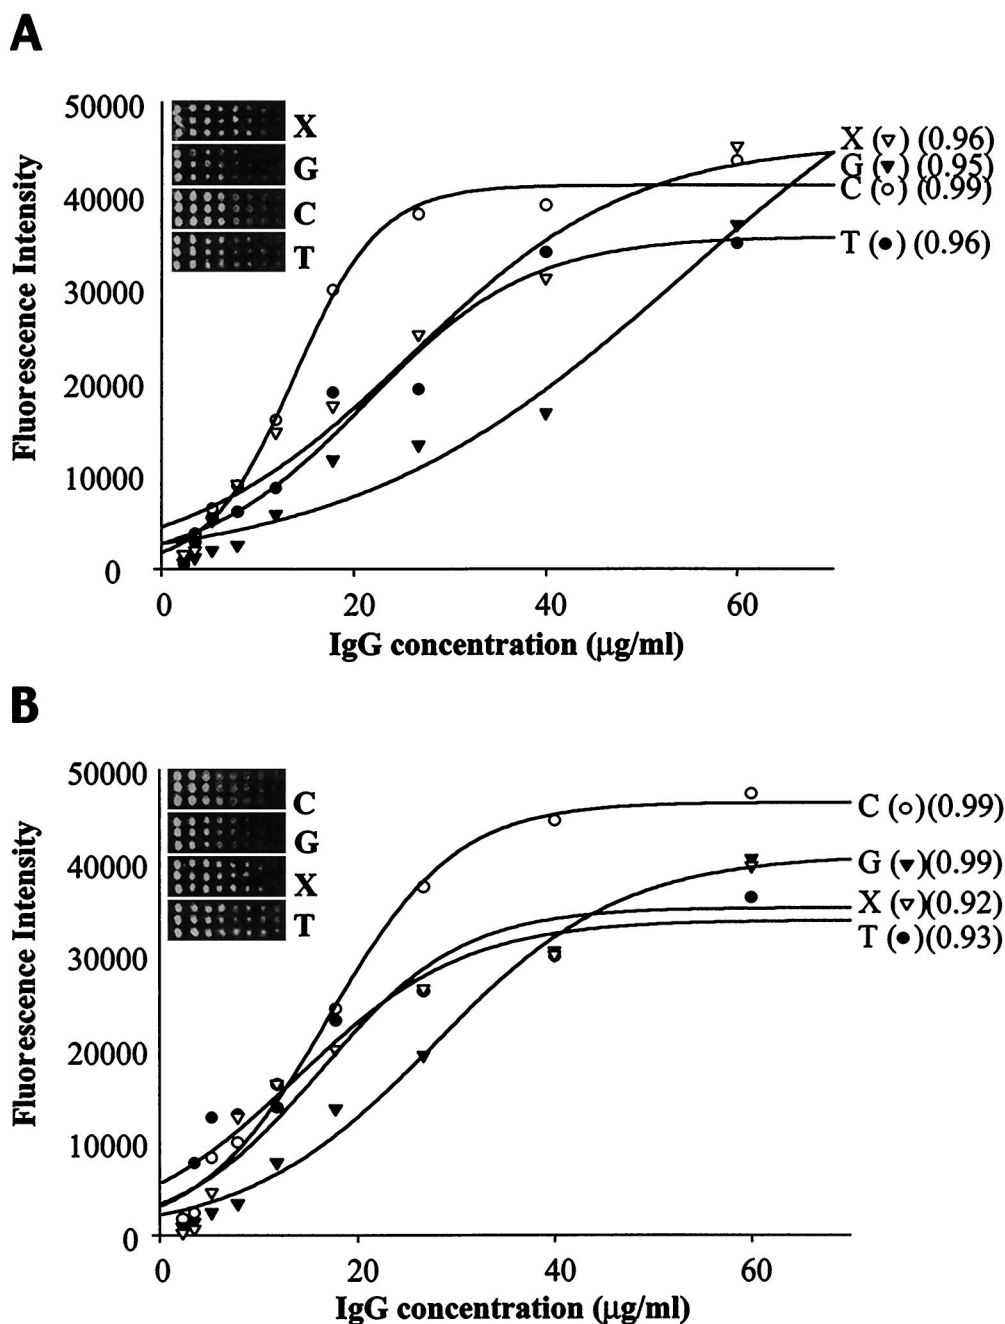 A
50000
40000
30000
20000
10000
0
Fluorescence Intensity
X
G
C
T
X (▽) (0.96)
G (▼) (0.95)
C (○) (0.99)
T (●) (0.96)
0 20 40 60
IgG concentration (μg/ml)
B
50000
40000
30000
20000
10000
0
Fluorescence Intensity
C
G
X
T
C (○)(0.99)
G (▼)(0.99)
X (▽)(0.92)
T (●)(0.93)
0 20 40 60
IgG concentration (μg/ml)